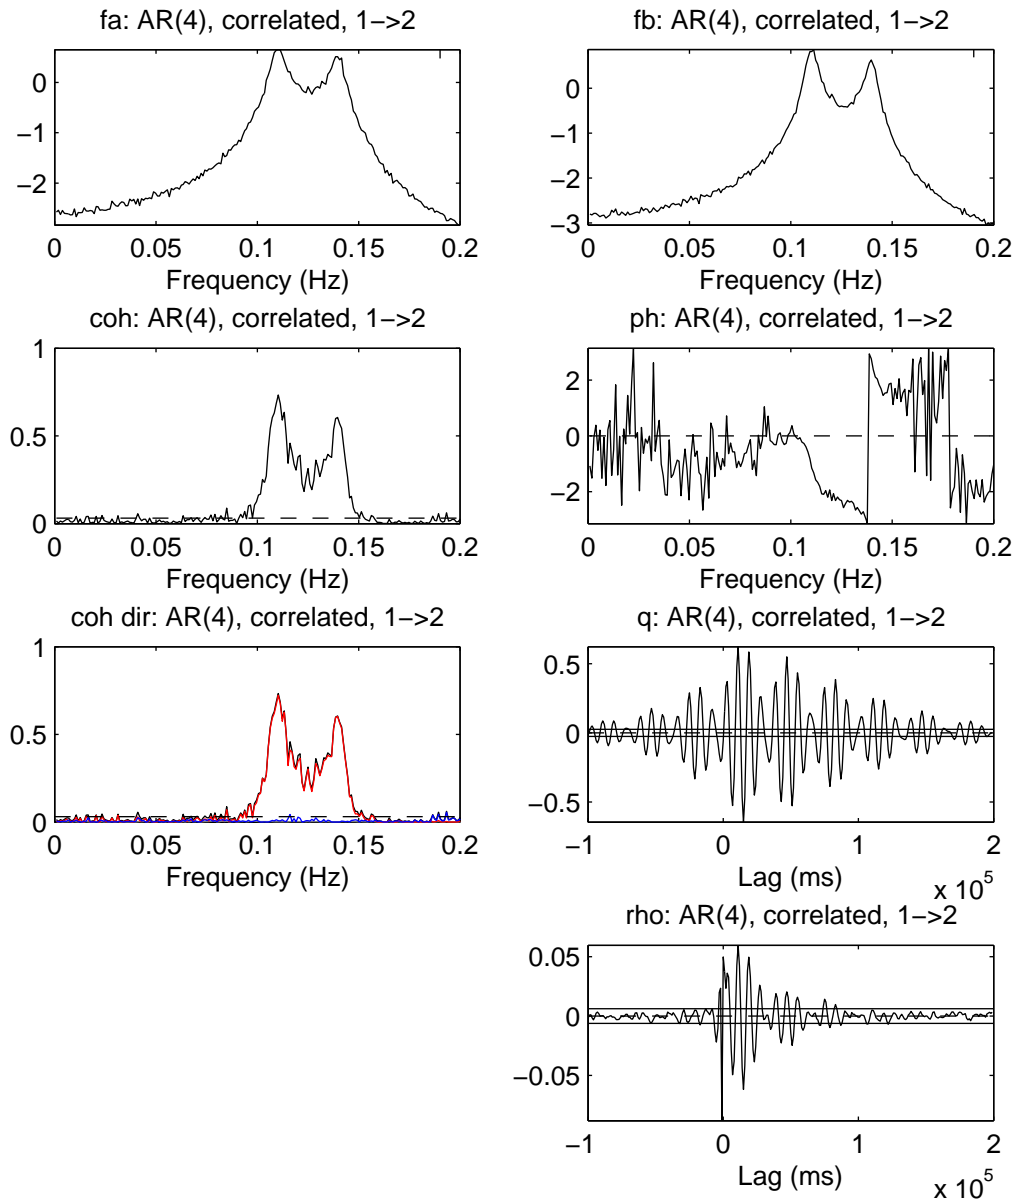 fa: AR(4), correlated, 1−>2
0
−1
−2
0 0.05 0.1 0.15 0.2
Frequency (Hz)
fb: AR(4), correlated, 1−>2
0
−1
−2
−3
0 0.05 0.1 0.15 0.2
Frequency (Hz)
coh: AR(4), correlated, 1−>2
1
0.5
0
0 0.05 0.1 0.15 0.2
Frequency (Hz)
ph: AR(4), correlated, 1−>2
2
0
−2
0 0.05 0.1 0.15 0.2
Frequency (Hz)
coh dir: AR(4), correlated, 1−>2
1
0.5
0
0 0.05 0.1 0.15 0.2
Frequency (Hz)
q: AR(4), correlated, 1−>2
0.5
0
−0.5
−1 0 1 2
Lag (ms)
x 10^5
rho: AR(4), correlated, 1−>2
0.05
0
−0.05
−1 0 1 2
Lag (ms)
x 10^5